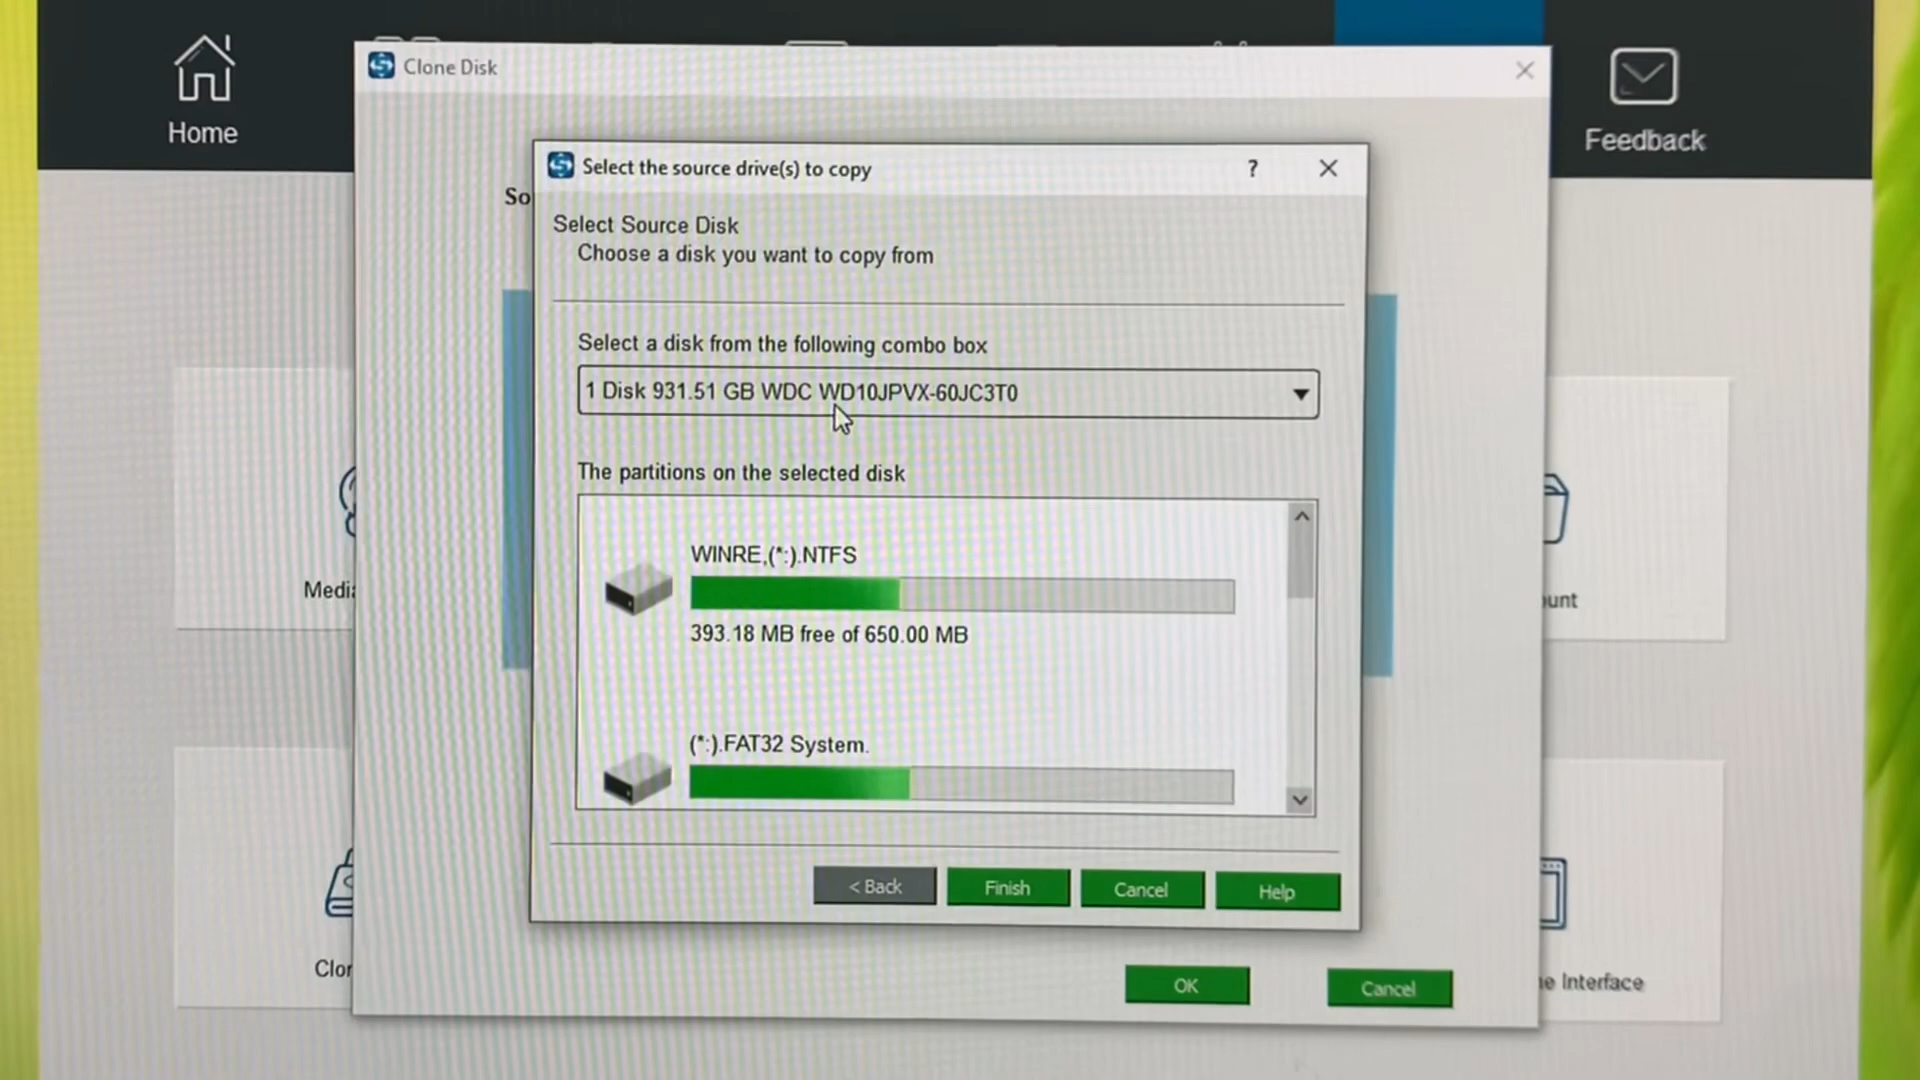 Home
Clone Disk
Feedback
So
Select the source drive(s) to copy
?
Select Source Disk
Choose a disk you want to copy from
Select a disk from the following combo box
1 Disk 931.51 GB WDC WD10JPVX-60JC3T0
The partitions on the selected disk
WINRE,(*:).NTFS
393.18 MB free of 650.00 MB
(*:).FAT32 System.
Media
unt
< Back
Finish
Cancel
Help
Clon
OK
Cancel
e Interface